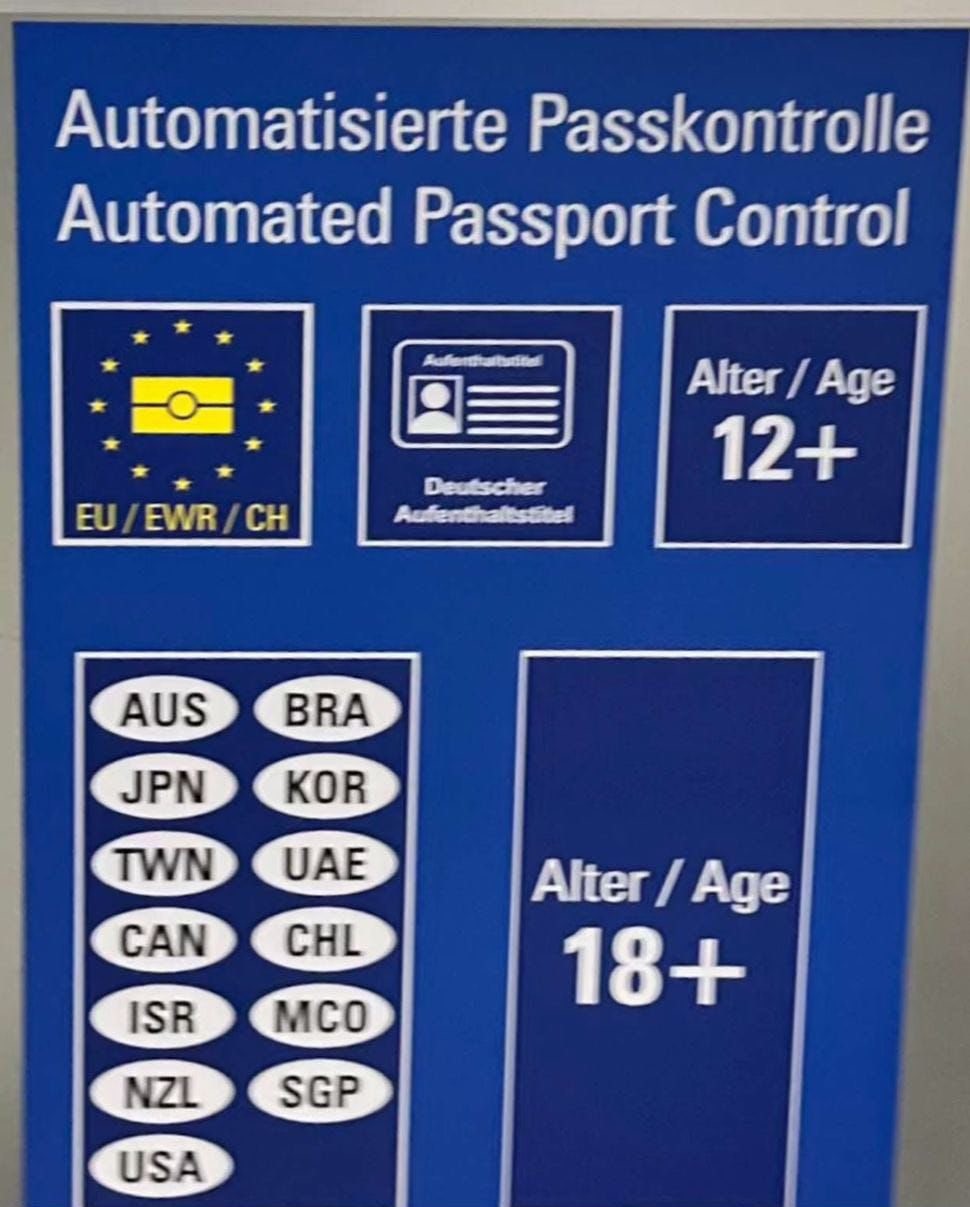 Automatisierte Passkontrolle
Automated Passport Control
EU / EWR / CH
Aufenthaltstitel
Deutscher
Aufenthaltstitel
Alter / Age
12+
AUS BRA
JPN KOR
TWN UAE
CAN CHL
ISR MCO
NZL SGP
USA
Alter / Age
18+